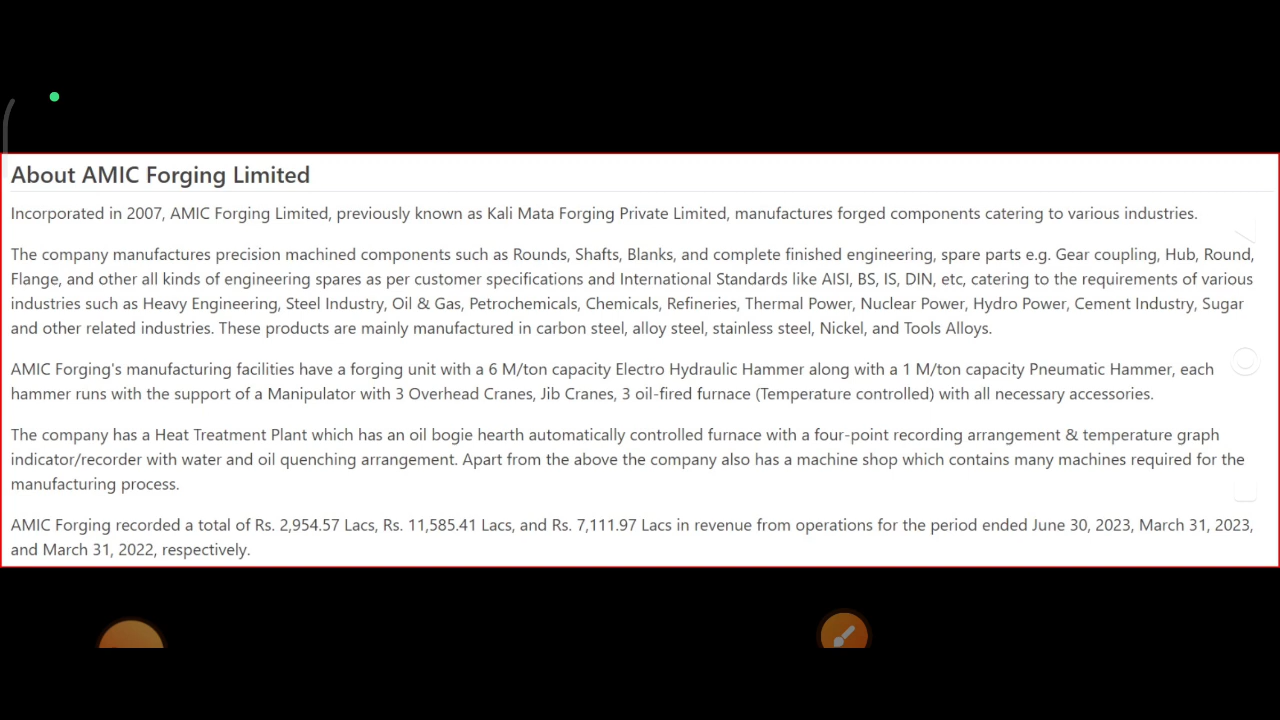 About AMIC Forging Limited
Incorporated in 2007, AMIC Forging Limited, previously known as Kali Mata Forging Private Limited, manufactures forged components catering to various industries.
The company manufactures precision machined components such as Rounds, Shafts, Blanks, and complete finished engineering, spare parts e.g. Gear coupling, Hub, Round,
Flange, and other all kinds of engineering spares as per customer specifications and International Standards like AISI, BS, IS, DIN, etc, catering to the requirements of various
industries such as Heavy Engineering, Steel Industry, Oil & Gas, Petrochemicals, Chemicals, Refineries, Thermal Power, Nuclear Power, Hydro Power, Cement Industry, Sugar
and other related industries. These products are mainly manufactured in carbon steel, alloy steel, stainless steel, Nickel, and Tools Alloys.
AMIC Forging's manufacturing facilities have a forging unit with a 6 M/ton capacity Electro Hydraulic Hammer along with a 1 M/ton capacity Pneumatic Hammer, each
hammer runs with the support of a Manipulator with 3 Overhead Cranes, Jib Cranes, 3 oil-fired furnace (Temperature controlled) with all necessary accessories.
The company has a Heat Treatment Plant which has an oil bogie hearth automatically controlled furnace with a four-point recording arrangement & temperature graph
indicator/recorder with water and oil quenching arrangement. Apart from the above the company also has a machine shop which contains many machines required for the
manufacturing process.
AMIC Forging recorded a total of Rs. 2,954.57 Lacs, Rs. 11,585.41 Lacs, and Rs. 7,111.97 Lacs in revenue from operations for the period ended June 30, 2023, March 31, 2023,
and March 31, 2022, respectively.